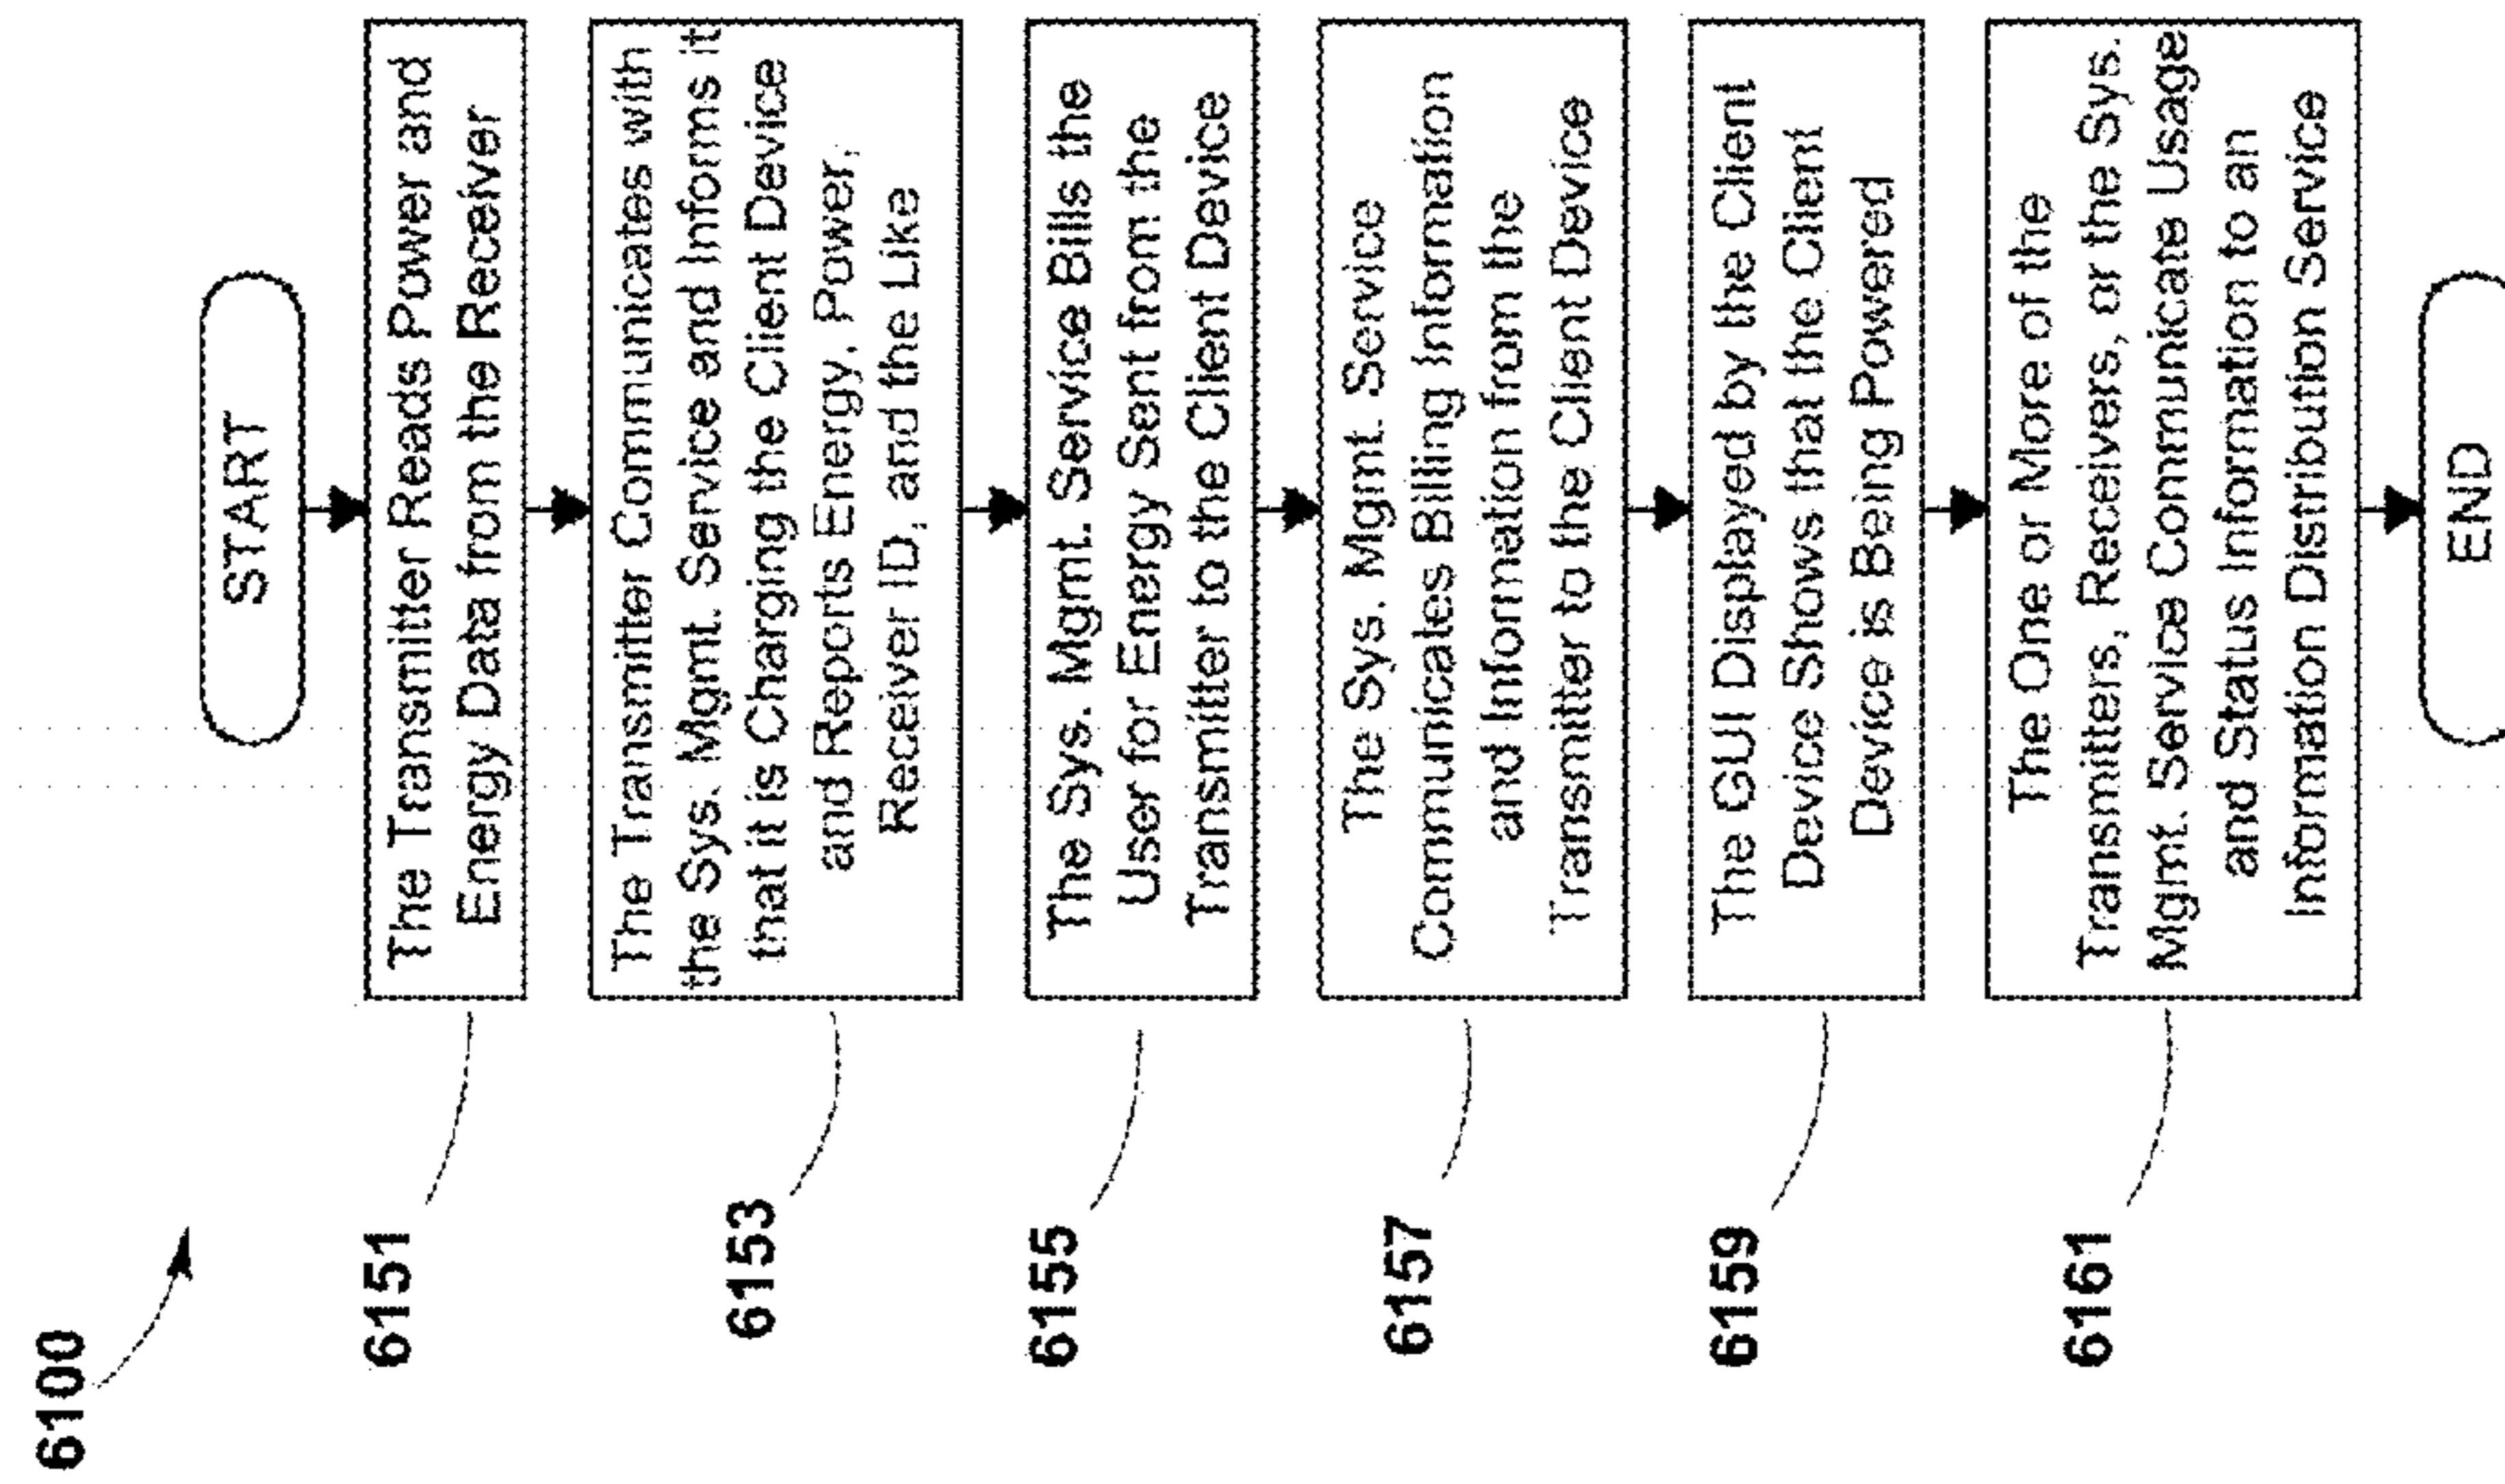 6100
START
6151
The Transmitter Reads Power and
Energy Data from the Receiver
6153
The Transmitter Communicates with
the Sys. Mgmt. Service and Informs it
that it is Charging the Client Device
and Reports Energy, Power,
Receiver ID, and the Like
6155
The Sys. Mgmt. Service Bills the
User for Energy Sent from the
Transmitter to the Client Device
6157
The Sys. Mgmt. Service
Communicates Billing Information
and Information from the
Transmitter to the Client Device
6159
The GUI Displayed by the Client
Device Shows that the Client
Device is Being Powered
6161
The One or More of the
Transmitters, Receivers, or the Sys.
Mgmt. Service Communicate Usage
and Status Information to an
Information Distribution Service
END